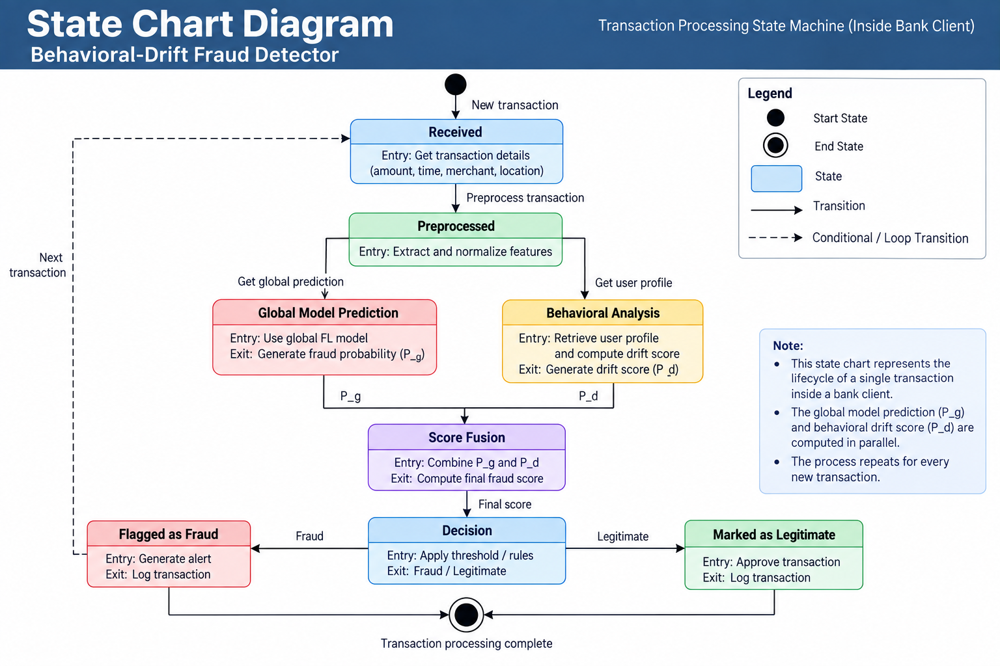 State Chart Diagram
Behavioral-Drift Fraud Detector
Transaction Processing State Machine (Inside Bank Client)
New transaction
Received
Entry: Get transaction details
(amount, time, merchant, location)
Preprocess transaction
Preprocessed
Entry: Extract and normalize features
Next
transaction
Get global prediction
Get user profile
Global Model Prediction
Entry: Use global FL model
Exit: Generate fraud probability (P_g)
Behavioral Analysis
Entry: Retrieve user profile
and compute drift score
Exit: Generate drift score (P_d)
P_g
P_d
Score Fusion
Entry: Combine P_g and P_d
Exit: Compute final fraud score
Final score
Flagged as Fraud
Entry: Generate alert
Exit: Log transaction
Fraud
Decision
Entry: Apply threshold / rules
Exit: Fraud / Legitimate
Legitimate
Marked as Legitimate
Entry: Approve transaction
Exit: Log transaction
Transaction processing complete
Legend
Start State
End State
State
Transition
Conditional / Loop Transition
Note:
• This state chart represents the
lifecycle of a single transaction
inside a bank client.
• The global model prediction (P_g)
and behavioral drift score (P_d) are
computed in parallel.
• The process repeats for every
new transaction.